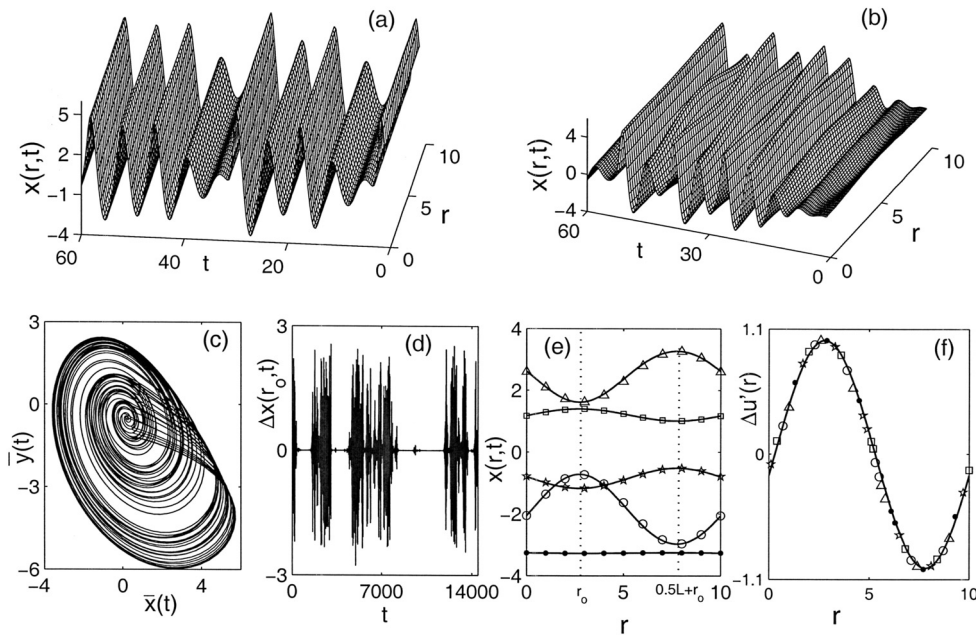 (a)
(b)
x(r,t)
5
2
−1
−4
60
40
20
0
t
0
5
10
r
x(r,t)
4
0
−4
60
30
0
t
0
5
10
r
(c)
3
0
−3
−6
ȳ(t)
−4
0
4
x̄(t)
(d)
3
0
−3
Δx(r₀,t)
0
7000
14000
t
(e)
4
2
0
−2
−4
x(r,t)
0
r₀
5
0.5L+r₀
10
r
(f)
1.1
0
−1.1
Δu'(r)
0
5
10
r